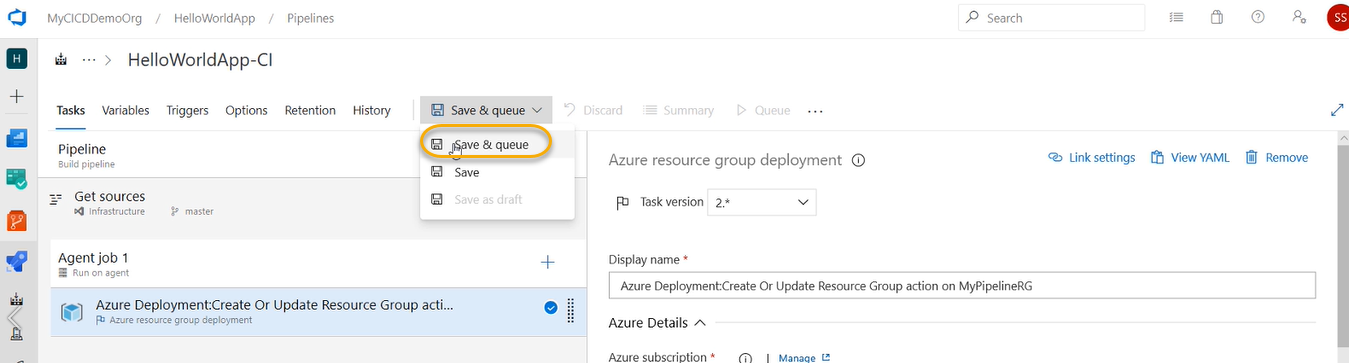 MyCICDDemoOrg / HelloWorldApp / Pipelines
Search
SS
H
··· > HelloWorldApp-CI
Tasks Variables Triggers Options Retention History Save & queue Discard Summary Queue ···
Save & queue
Save
Save as draft
Pipeline
Build pipeline
Get sources
Infrastructure master
Agent job 1
Run on agent
Azure Deployment:Create Or Update Resource Group acti...
Azure resource group deployment
Azure resource group deployment Link settings View YAML Remove
Task version 2.*
Display name *
Azure Deployment:Create Or Update Resource Group action on MyPipelineRG
Azure Details
Azure subscription * | Manage